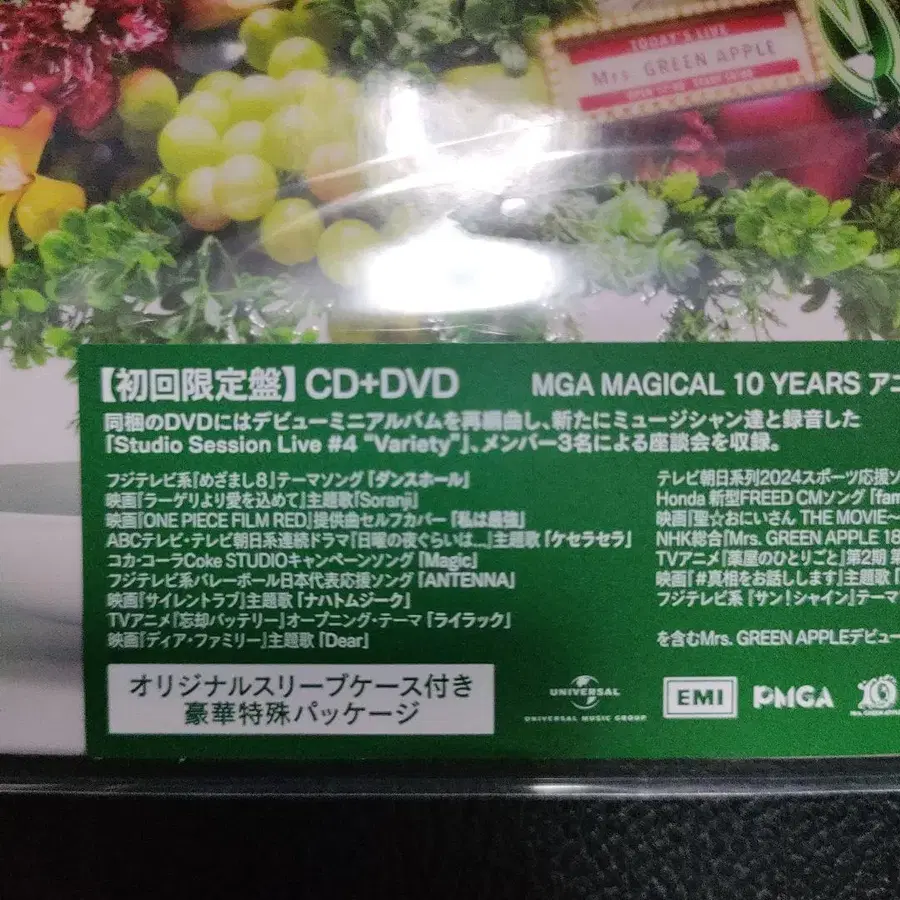 TODAY'S LIVE
Mrs. GREEN APPLE
【初回限定盤】CD+DVD
MGA MAGICAL 10 YEARS アニ
同梱のDVDにはデビューミニアルバムを再編曲し、新たにミュージシャン達と録音した
「Studio Session Live #4 “Variety”」、メンバー3名による座談会を収録。
フジテレビ系『めざまし8』テーマソング「ダンスホール」
映画『ラーゲリより愛を込めて』主題歌「Soranji」
映画『ONE PIECE FILM RED』提供曲セルフカバー「私は最強」
ABCテレビ・テレビ朝日系連続ドラマ『日曜の夜ぐらいは...』主題歌「ケセラセラ」
コカ・コーラCoke STUDIOキャンペーンソング「Magic」
フジテレビ系バレーボール日本代表応援ソング「ANTENNA」
映画『サイレントラブ』主題歌「ナハトムジーク」
TVアニメ『忘却バッテリー』オープニング・テーマ「ライラック」
映画『ディア・ファミリー』主題歌「Dear」
テレビ朝日系列2024スポーツ応援ソ
Honda 新型FREED CMソング「fam
映画『聖☆おにいさん THE MOVIE～
NHK総合『Mrs. GREEN APPLE 18
TVアニメ『薬屋のひとりごと』第2期 第
映画『#真相をお話しします』主題歌「
フジテレビ系『サン！シャイン』テーマ
を含むMrs. GREEN APPLEデビュー
オリジナルスリーブケース付き
豪華特殊パッケージ
UNIVERSAL
UNIVERSAL MUSIC GROUP
EMI
PMGA
10